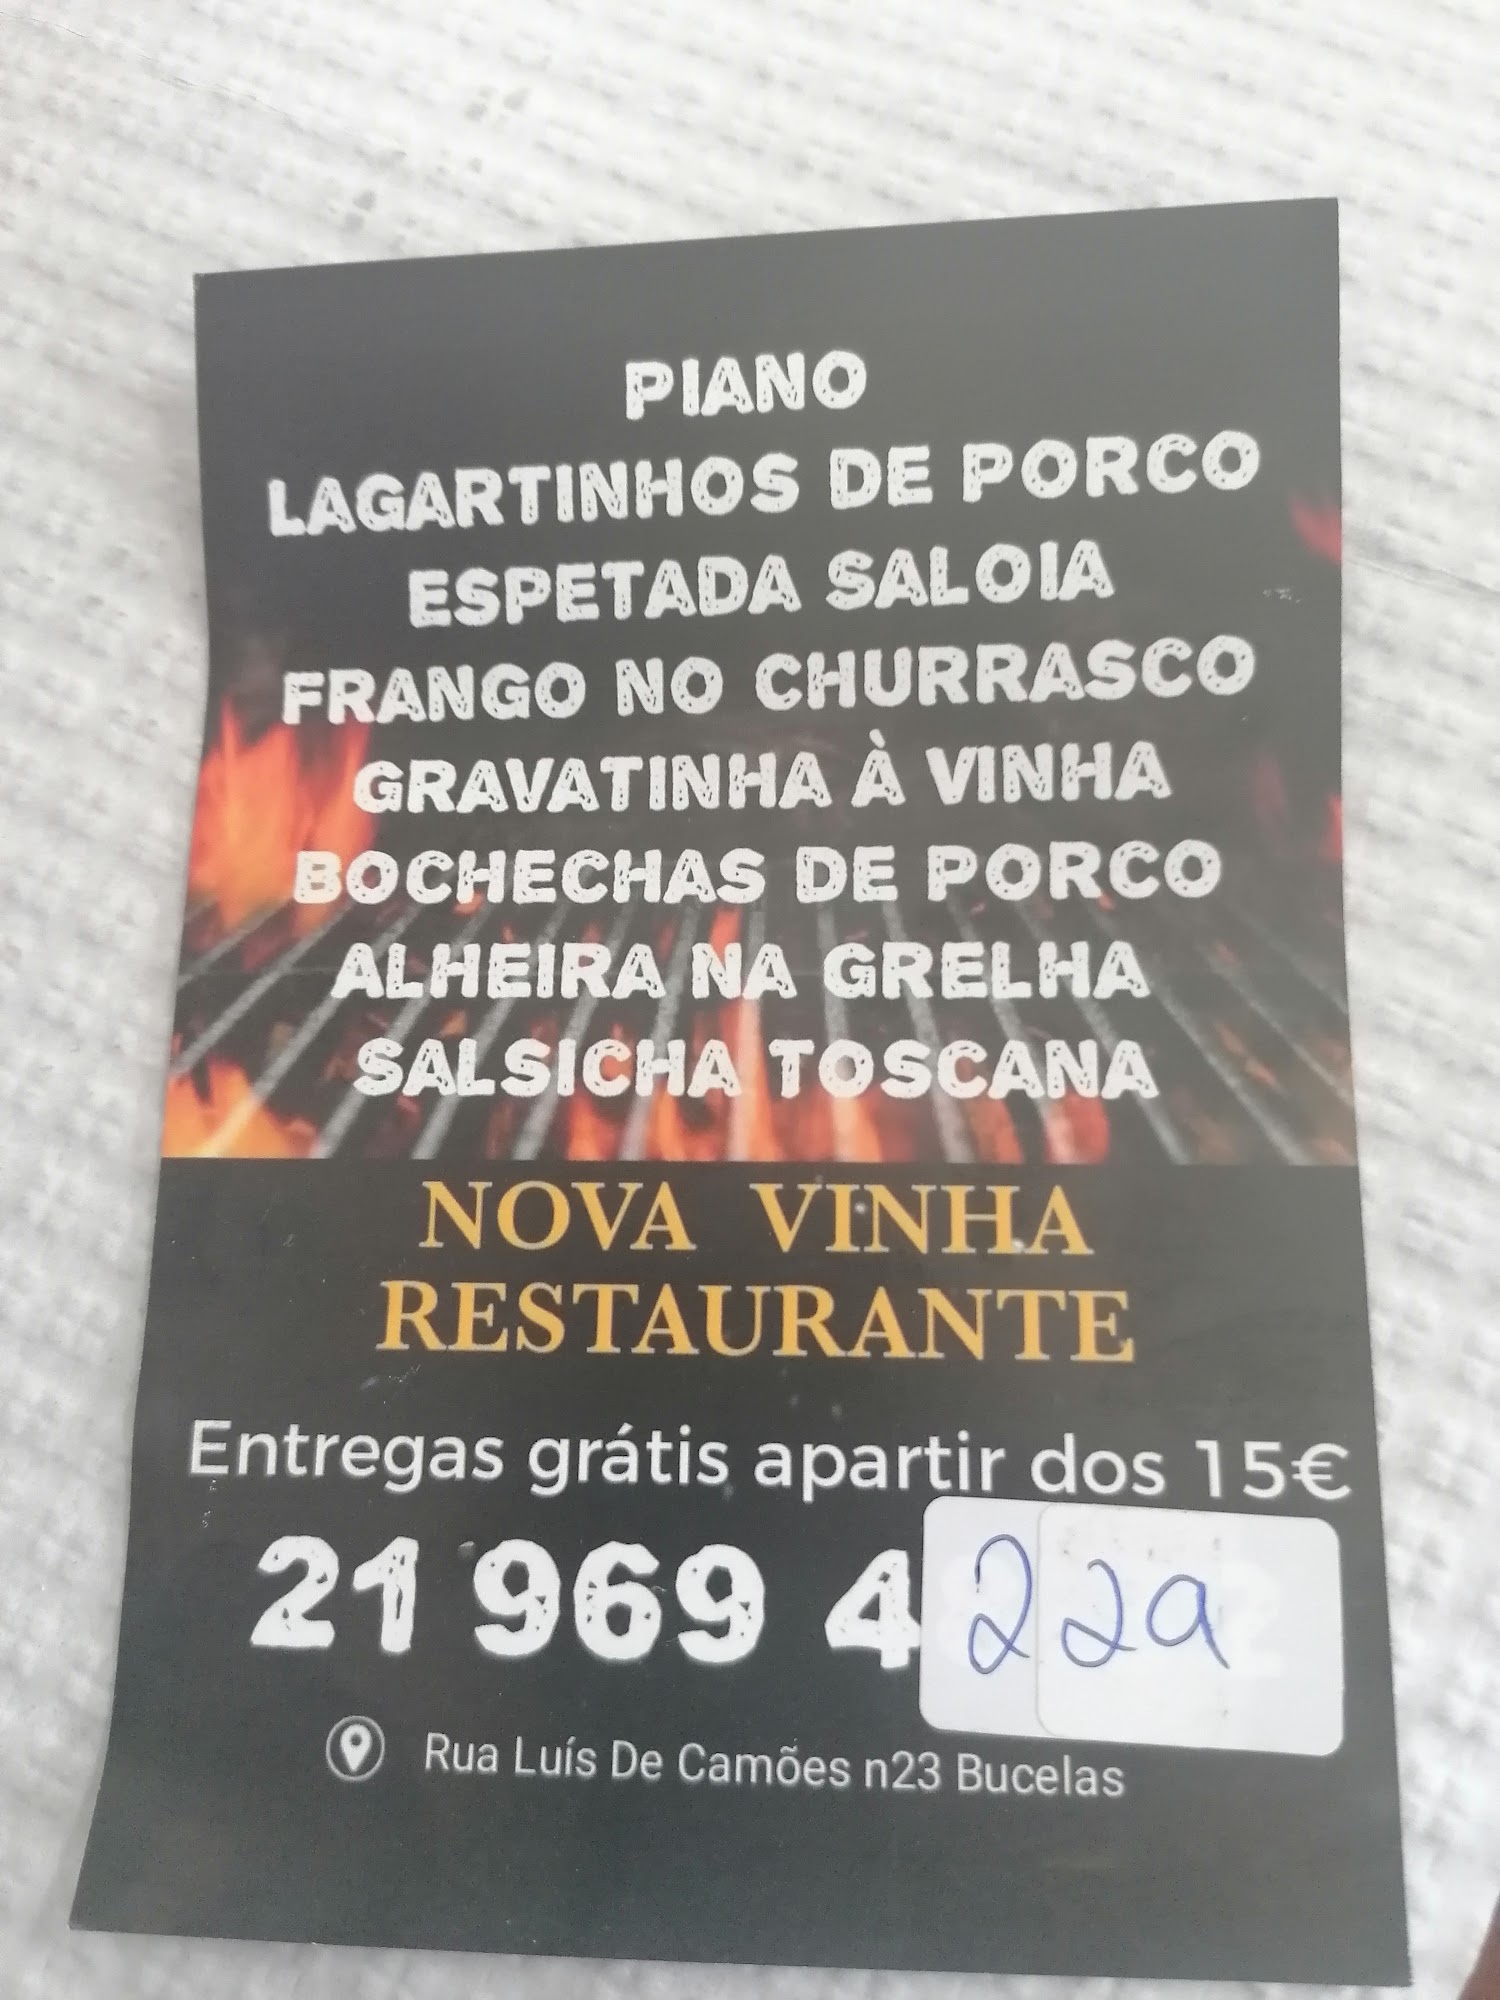 PIANO
LAGARTINHOS DE PORCO
ESPETADA SALOIA
FRANGO NO CHURRASCO
GRAVATINHA À VINHA
BOCHECHAS DE PORCO
ALHEIRA NA GRELHA
SALSICHA TOSCANA
NOVA VINHA
RESTAURANTE
Entregas grátis apartir dos 15€
21 969 4
Rua Luís De Camões n23 Bucelas